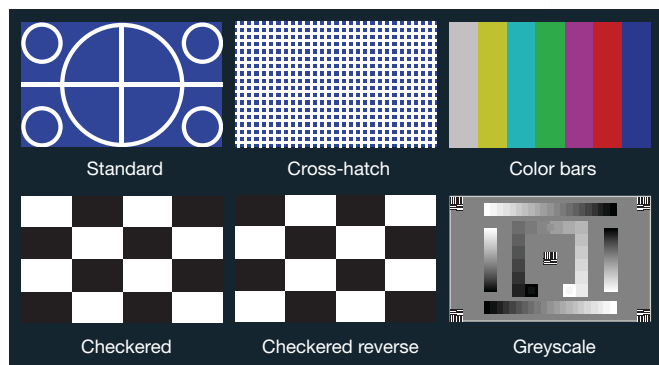 Standard
Cross-hatch
Color bars
Checkered
Checkered reverse
Greyscale